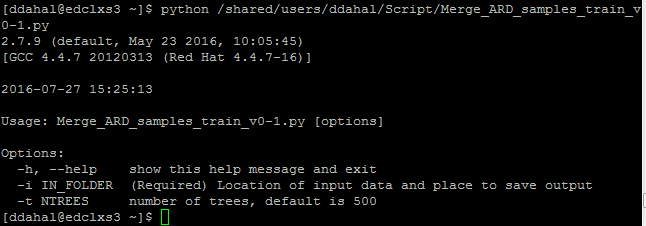 [ddahal@edclxs3 ~]$ python /shared/users/ddahal/Script/Merge_ARD_samples_train_v
0-1.py
2.7.9 (default, May 23 2016, 10:05:45)
[GCC 4.4.7 20120313 (Red Hat 4.4.7-16)]
2016-07-27 15:25:13
Usage: Merge_ARD_samples_train_v0-1.py [options]
Options:
  -h, --help    show this help message and exit
  -i IN_FOLDER  (Required) Location of input data and place to save output
  -t NTREES     number of trees, default is 500
[ddahal@edclxs3 ~]$